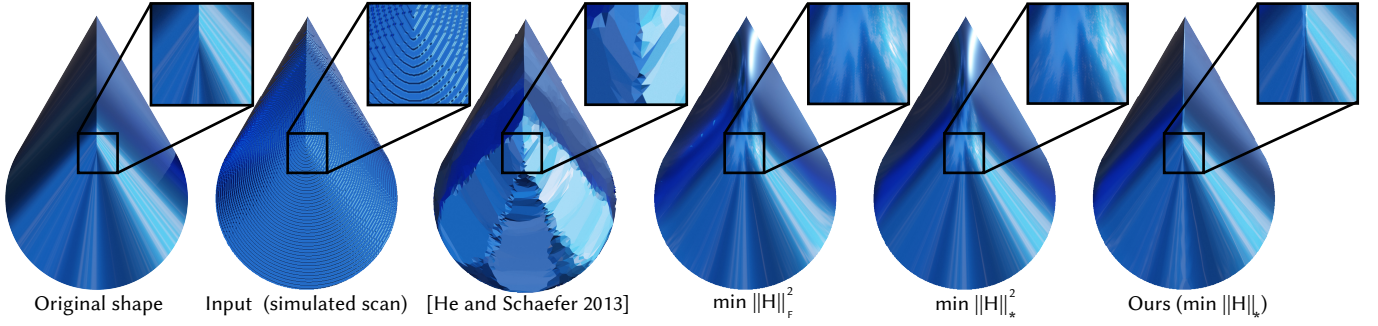 Original shape
Input (simulated scan)
[He and Schaefer 2013]
min ||H||²_F
min ||H||²_*
Ours (min ||H||_*)